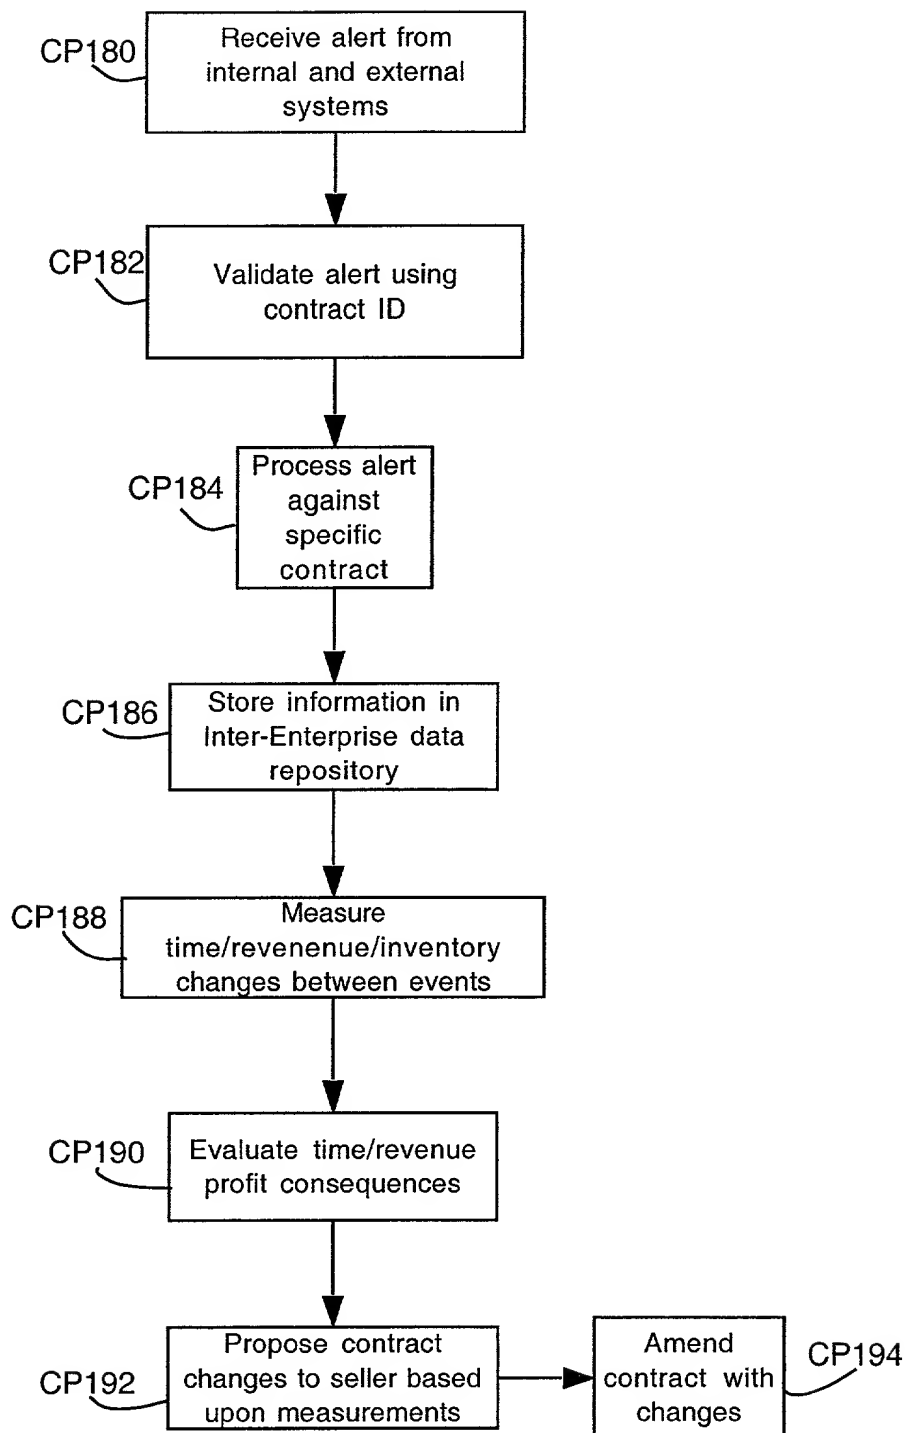 CP180
Receive alert from
internal and external
systems
CP182
Validate alert using
contract ID
CP184
Process alert
against
specific
contract
CP186
Store information in
Inter-Enterprise data
repository
CP188
Measure
time/revenenue/inventory
changes between events
CP190
Evaluate time/revenue
profit consequences
CP192
Propose contract
changes to seller based
upon measurements
Amend
contract with
changes
CP194